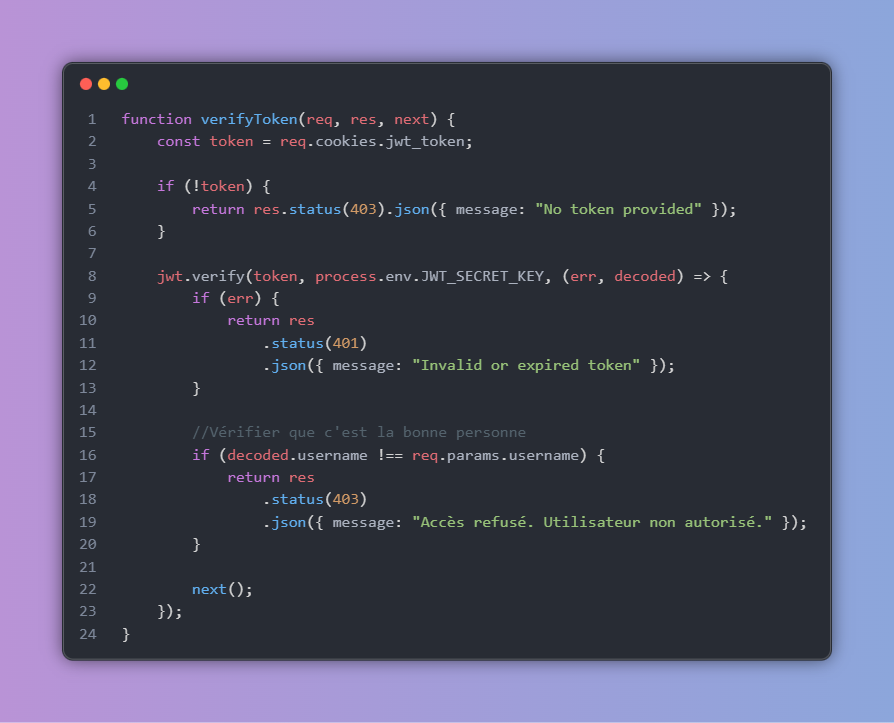 1 function verifyToken(req, res, next) {
2     const token = req.cookies.jwt_token;
3
4     if (!token) {
5         return res.status(403).json({ message: "No token provided" });
6     }
7
8     jwt.verify(token, process.env.JWT_SECRET_KEY, (err, decoded) => {
9         if (err) {
10             return res
11                 .status(401)
12                 .json({ message: "Invalid or expired token" });
13         }
14
15         //Vérifier que c'est la bonne personne
16         if (decoded.username !== req.params.username) {
17             return res
18                 .status(403)
19                 .json({ message: "Accès refusé. Utilisateur non autorisé." });
20         }
21
22         next();
23     });
24 }